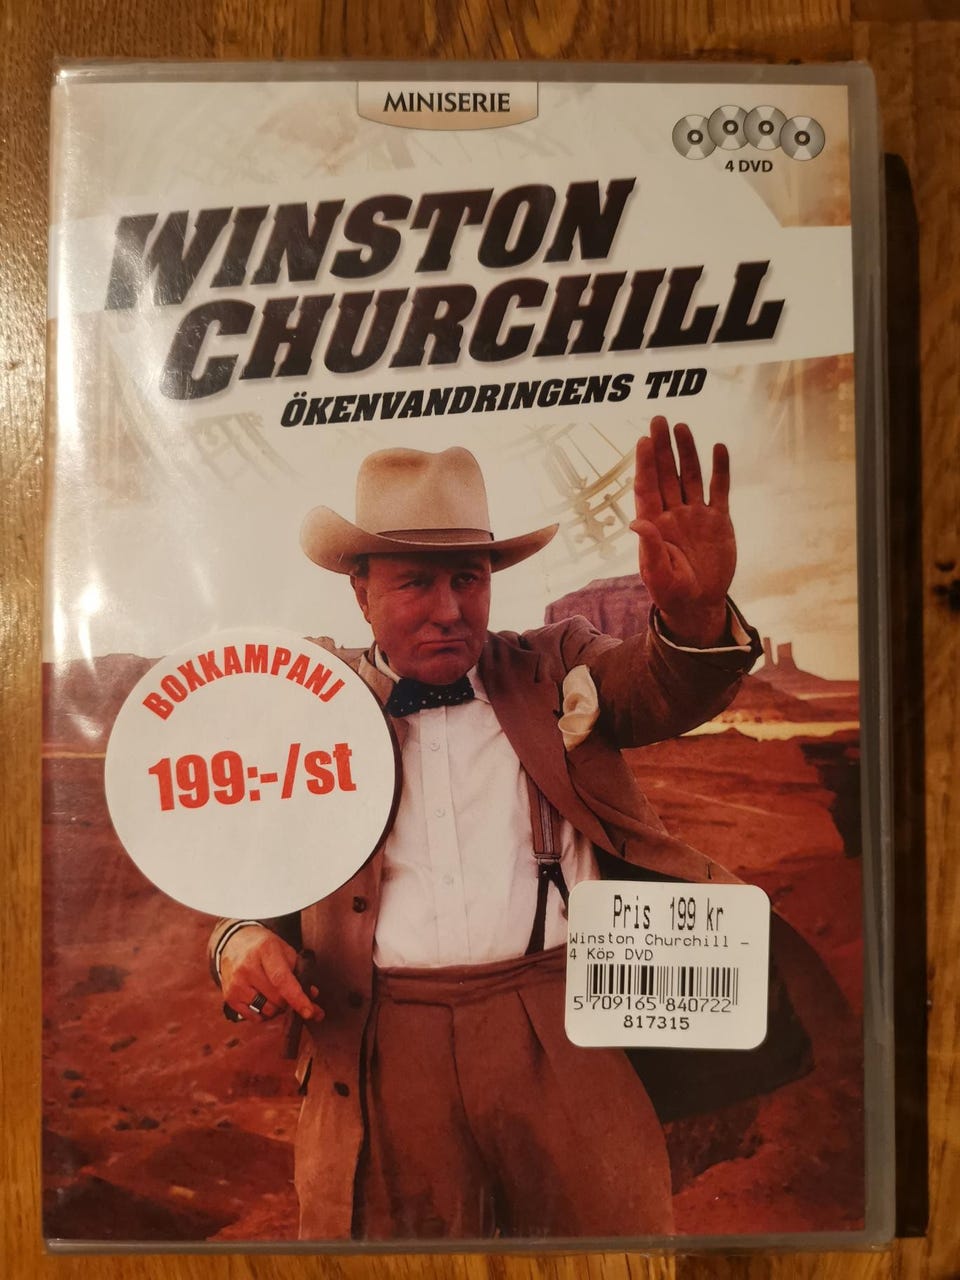 MINISERIE
4 DVD
WINSTON
CHURCHILL
ÖKENVANDRINGENS TID
BOXKAMPANJ
199:-/st
Pris 199 kr
Winston Churchill –
4 Köp DVD
5 709165 840722
817315